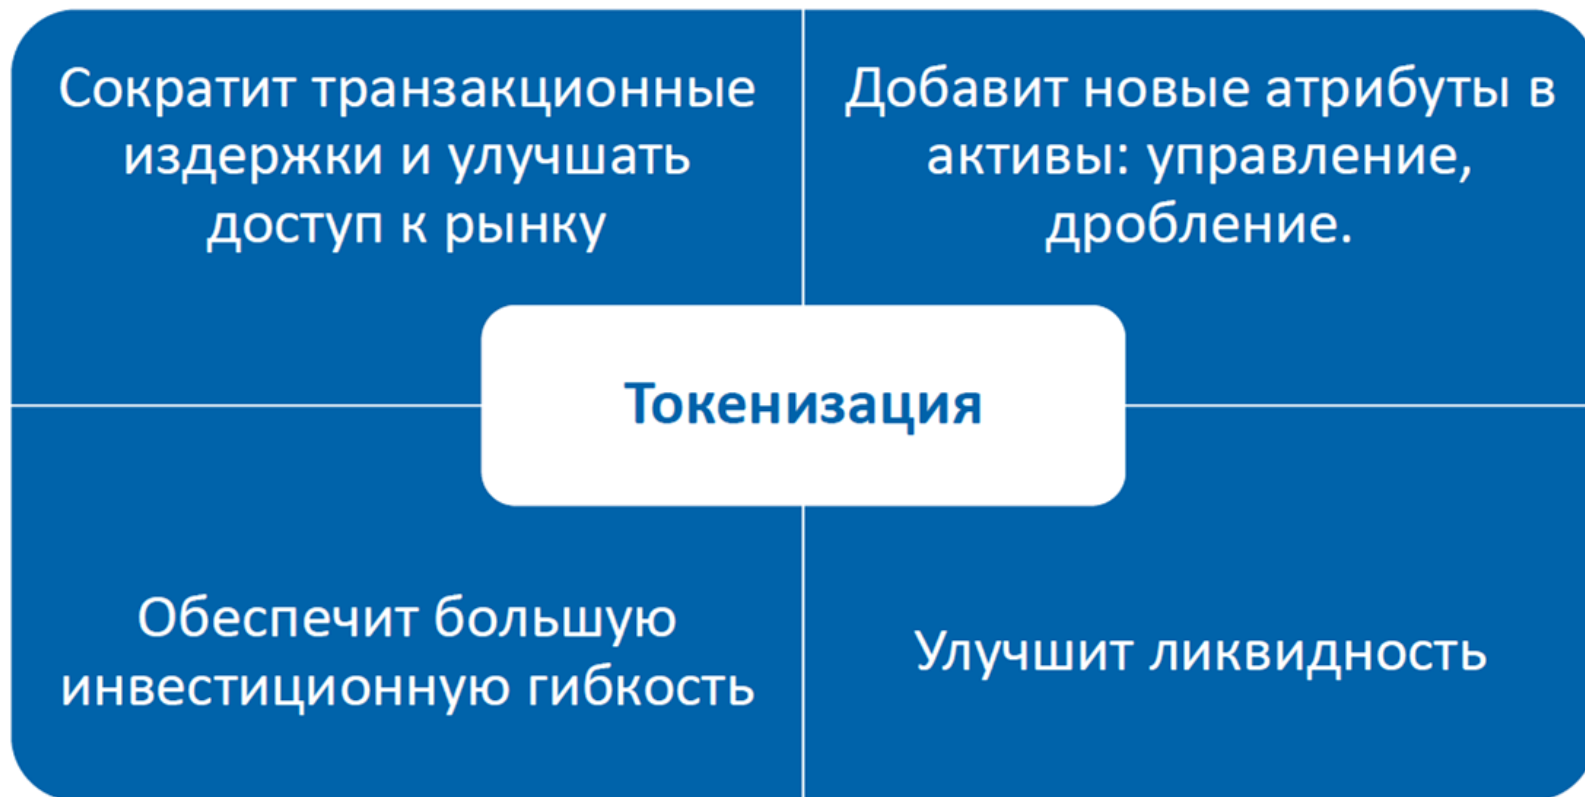 Сократит транзакционные
издержки и улучшать
доступ к рынку
Добавит новые атрибуты в
активы: управление,
дробление.
Токенизация
Обеспечит большую
инвестиционную гибкость
Улучшит ликвидность